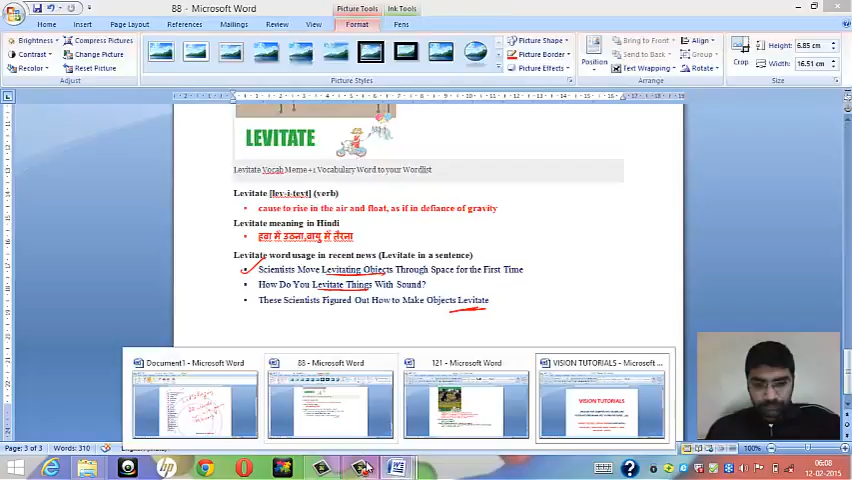 88 - Microsoft Word
Picture Tools
Ink Tools
Home
Insert
Page Layout
References
Mailings
Review
View
Format
Pens
Brightness
Contrast
Recolor
Compress Pictures
Change Picture
Reset Picture
Adjust
Picture Styles
Picture Shape
Picture Border
Picture Effects
Position
Bring to Front
Send to Back
Text Wrapping
Align
Group
Rotate
Arrange
Crop
Height: 6.85 cm
Width: 16.51 cm
Size
LEVITATE
Levitate Vocab Meme +1 Vocabulary Word to your Wordlist
Levitate [lev-i-teyt] (verb)
• cause to rise in the air and float, as if in defiance of gravity
Levitate meaning in Hindi
• हवा में उठना,वायु में तैरना
Levitate word usage in recent news (Levitate in a sentence)
• Scientists Move Levitating Objects Through Space for the First Time
• How Do You Levitate Things With Sound?
• These Scientists Figured Out How to Make Objects Levitate
Document1 - Microsoft Word
88 - Microsoft Word
121 - Microsoft Word
VISION TUTORIALS - Microsoft W...
VISION TUTORIALS
Page: 3 of 3
Words: 310
100%
06:08
12-02-2015